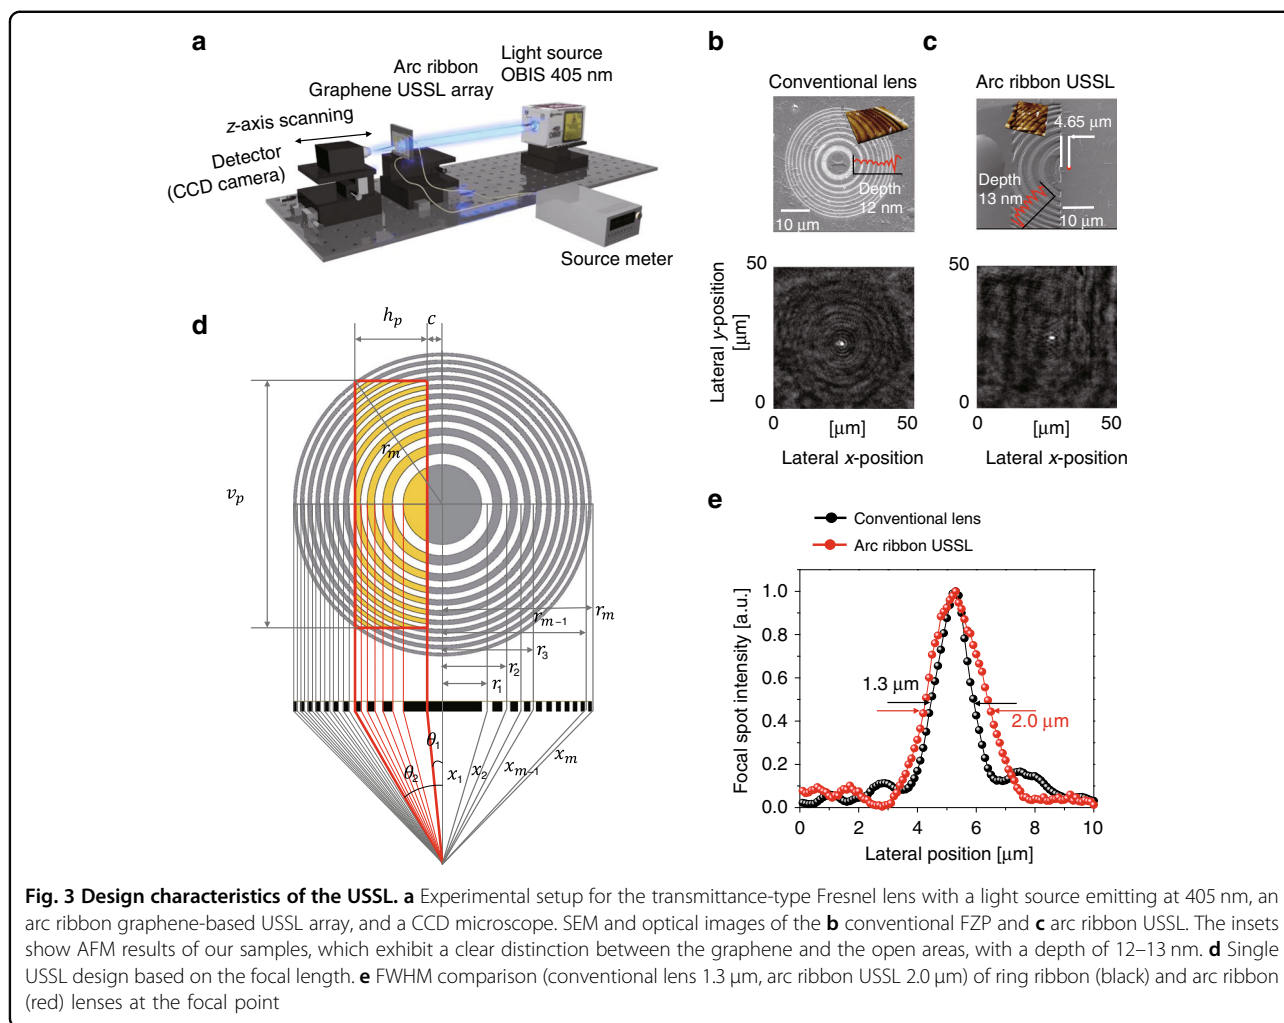 a
Light source
OBIS 405 nm
Arc ribbon
Graphene USSL array
z-axis scanning
Detector
(CCD camera)
Source meter
b
Conventional lens
Depth
12 nm
10 μm
50
Lateral y-position
[μm]
0
0
[μm]
50
Lateral x-position
c
Arc ribbon USSL
4.65 μm
Depth
13 nm
10 μm
50
0
0
[μm]
50
Lateral x-position
d
h_p
c
r_m
v_p
r_m
r_{m−1}
r_3
r_2
r_1
θ_1
θ_2
x_1
x_2
x_{m−1}
x_m
e
Conventional lens
Arc ribbon USSL
Focal spot intensity [a.u.]
1.0
0.8
0.6
0.4
0.2
0.0
1.3 μm
2.0 μm
0
2
4
6
8
10
Lateral position [μm]
Fig. 3 Design characteristics of the USSL. a Experimental setup for the transmittance-type Fresnel lens with a light source emitting at 405 nm, an
arc ribbon graphene-based USSL array, and a CCD microscope. SEM and optical images of the b conventional FZP and c arc ribbon USSL. The insets
show AFM results of our samples, which exhibit a clear distinction between the graphene and the open areas, with a depth of 12–13 nm. d Single
USSL design based on the focal length. e FWHM comparison (conventional lens 1.3 μm, arc ribbon USSL 2.0 μm) of ring ribbon (black) and arc ribbon
(red) lenses at the focal point